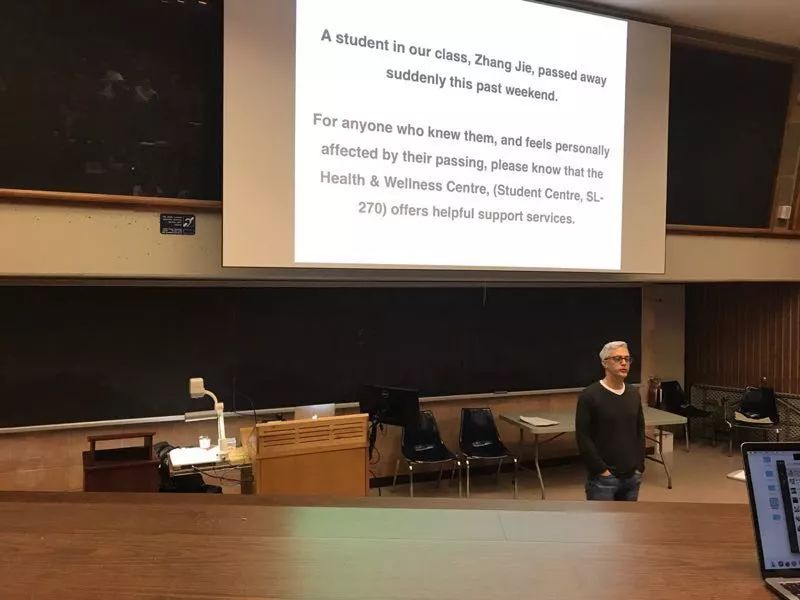 A student in our class, Zhang Jie, passed away
suddenly this past weekend.
For anyone who knew them, and feels personally
affected by their passing, please know that the
Health & Wellness Centre, (Student Centre, SL-
270) offers helpful support services.